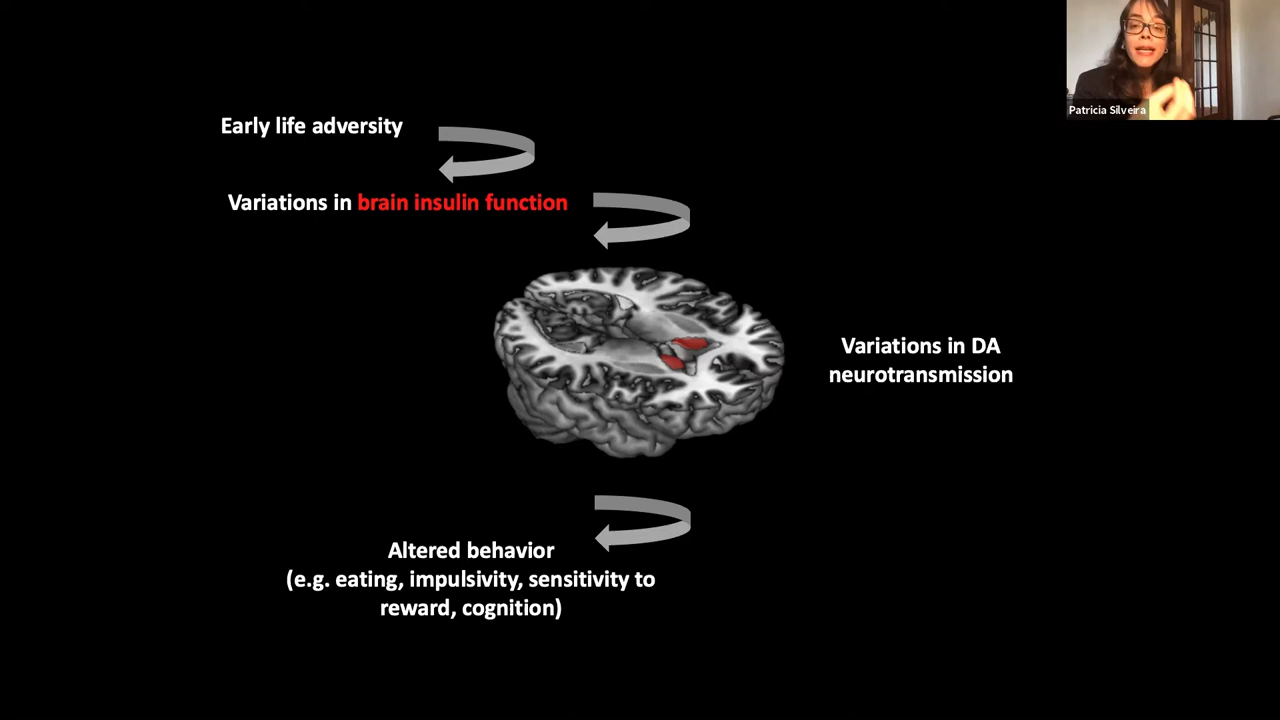 Patricia Silveira
Early life adversity
Variations in brain insulin function
Variations in DA
neurotransmission
Altered behavior
(e.g. eating, impulsivity, sensitivity to
reward, cognition)